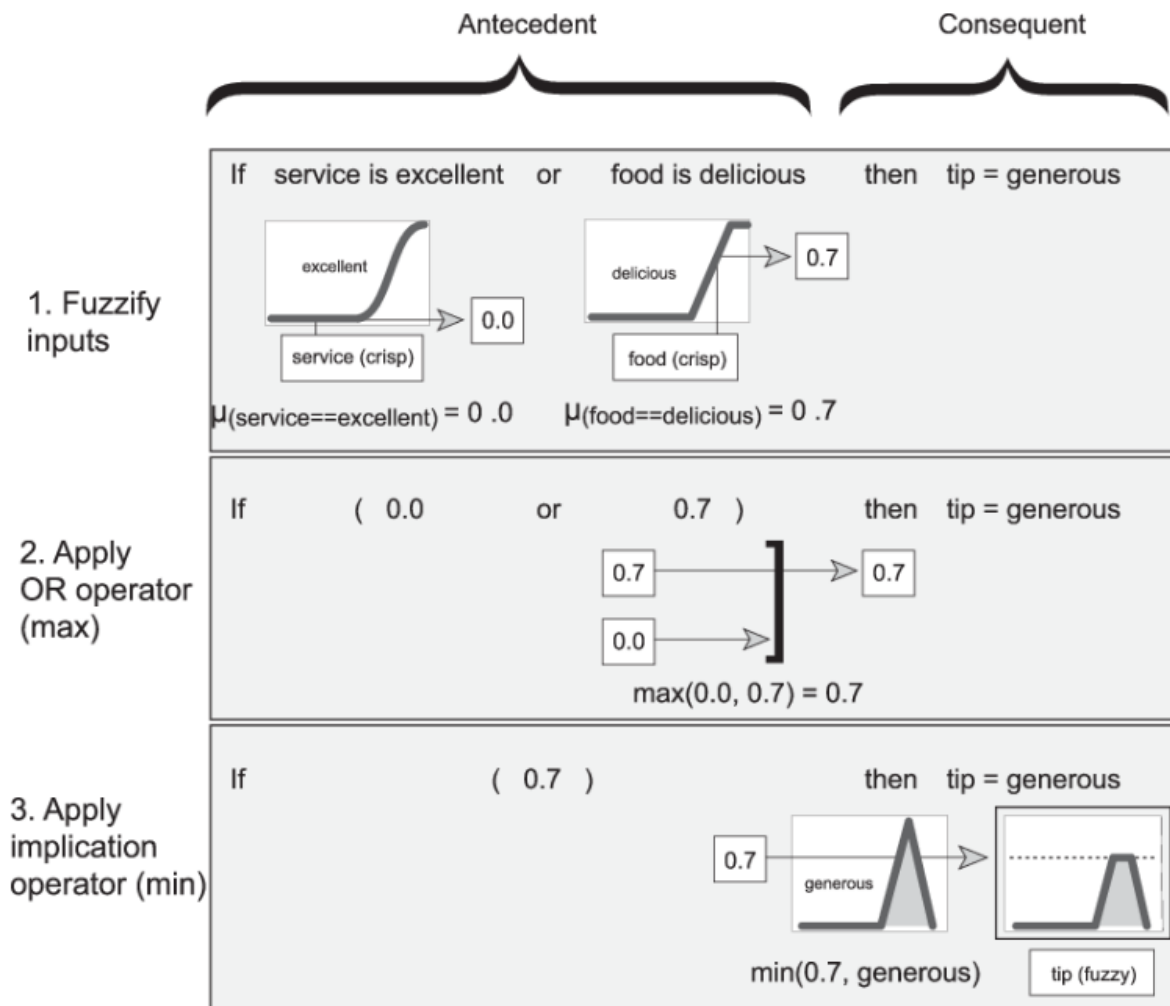 Antecedent
Consequent
If service is excellent or food is delicious then tip = generous
1. Fuzzify
inputs
excellent
0.0
service (crisp)
delicious
0.7
food (crisp)
μ(service==excellent) = 0 .0
μ(food==delicious) = 0 .7
2. Apply
OR operator
(max)
If ( 0.0 or 0.7 ) then tip = generous
0.7
0.7
0.0
max(0.0, 0.7) = 0.7
3. Apply
implication
operator (min)
If ( 0.7 ) then tip = generous
0.7
generous
min(0.7, generous)
tip (fuzzy)